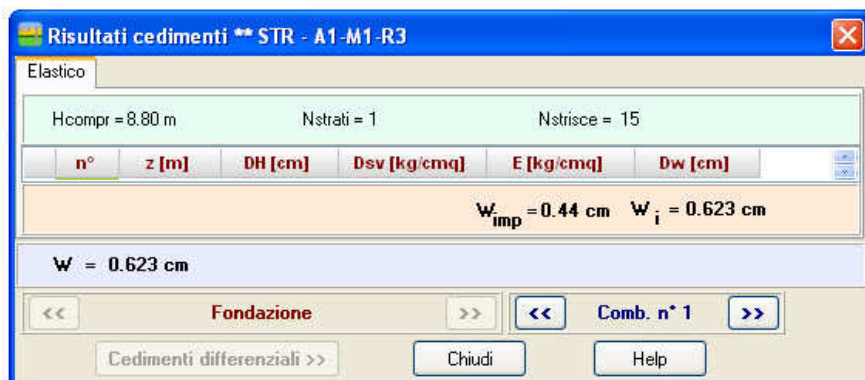 Risultati cedimenti ** STR - A1-M1-R3
Elastico
Hcompr = 8.80 m Nstrati = 1 Nstrisce = 15
n° z [m] DH [cm] Dsv [kg/cmq] E [kg/cmq] Dw [cm]
Wimp = 0.44 cm Wi = 0.623 cm
W = 0.623 cm
<< Fondazione >> << Comb. n° 1 >>
Cedimenti differenziali >> Chiudi Help